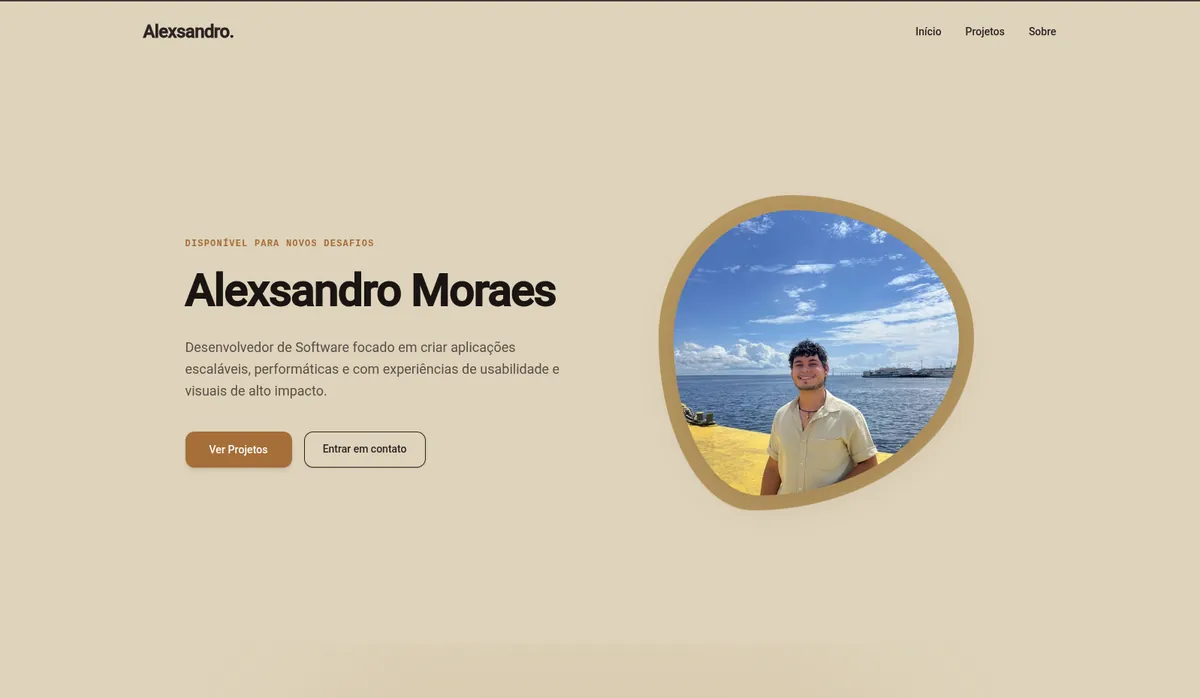 Alexsandro.
Início
Projetos
Sobre
DISPONÍVEL PARA NOVOS DESAFIOS
Alexsandro Moraes
Desenvolvedor de Software focado em criar aplicações
escaláveis, performáticas e com experiências de usabilidade e
visuais de alto impacto.
Ver Projetos
Entrar em contato